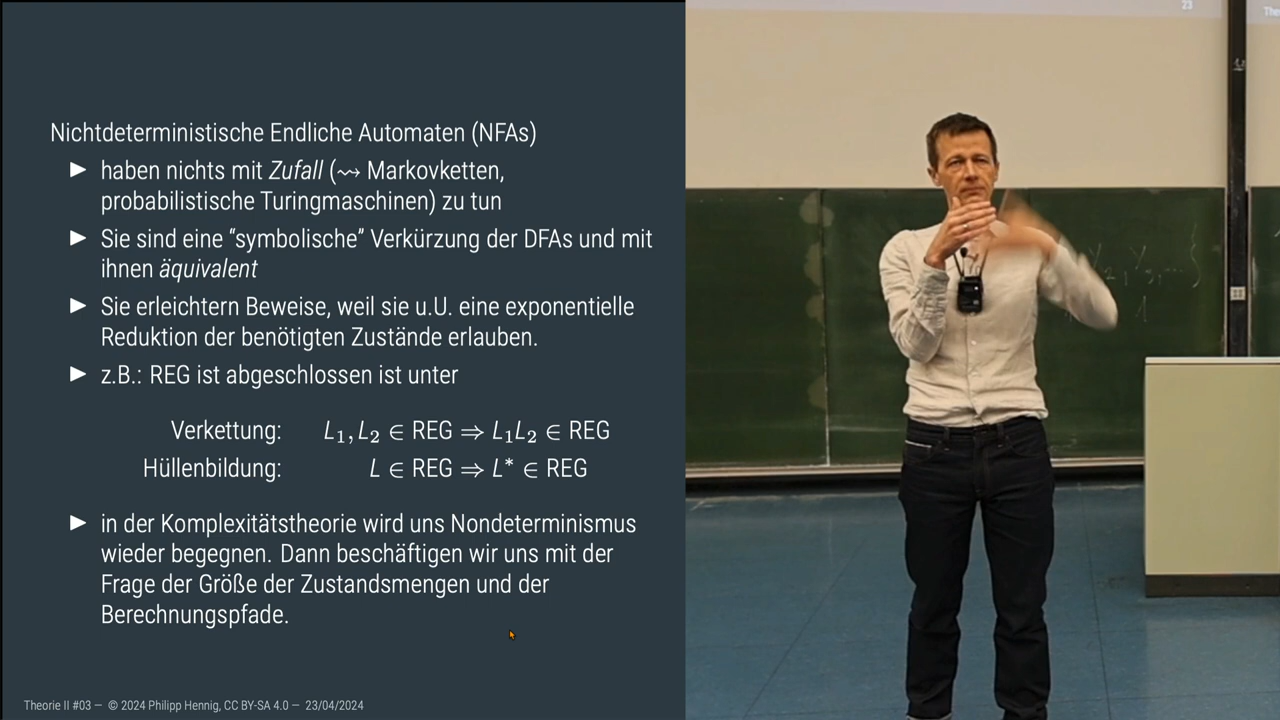 Nichtdeterministische Endliche Automaten (NFAs)
▶ haben nichts mit Zufall (⇝ Markovketten,
probabilistische Turingmaschinen) zu tun
▶ Sie sind eine “symbolische” Verkürzung der DFAs und mit
ihnen äquivalent
▶ Sie erleichtern Beweise, weil sie u.U. eine exponentielle
Reduktion der benötigten Zustände erlauben.
▶ z.B.: REG ist abgeschlossen ist unter
Verkettung: L₁, L₂ ∈ REG ⇒ L₁L₂ ∈ REG
Hüllenbildung: L ∈ REG ⇒ L* ∈ REG
▶ in der Komplexitätstheorie wird uns Nondeterminismus
wieder begegnen. Dann beschäftigen wir uns mit der
Frage der Größe der Zustandsmengen und der
Berechnungspfade.
Theorie II #03 — © 2024 Philipp Hennig, CC BY-SA 4.0 — 23/04/2024
23